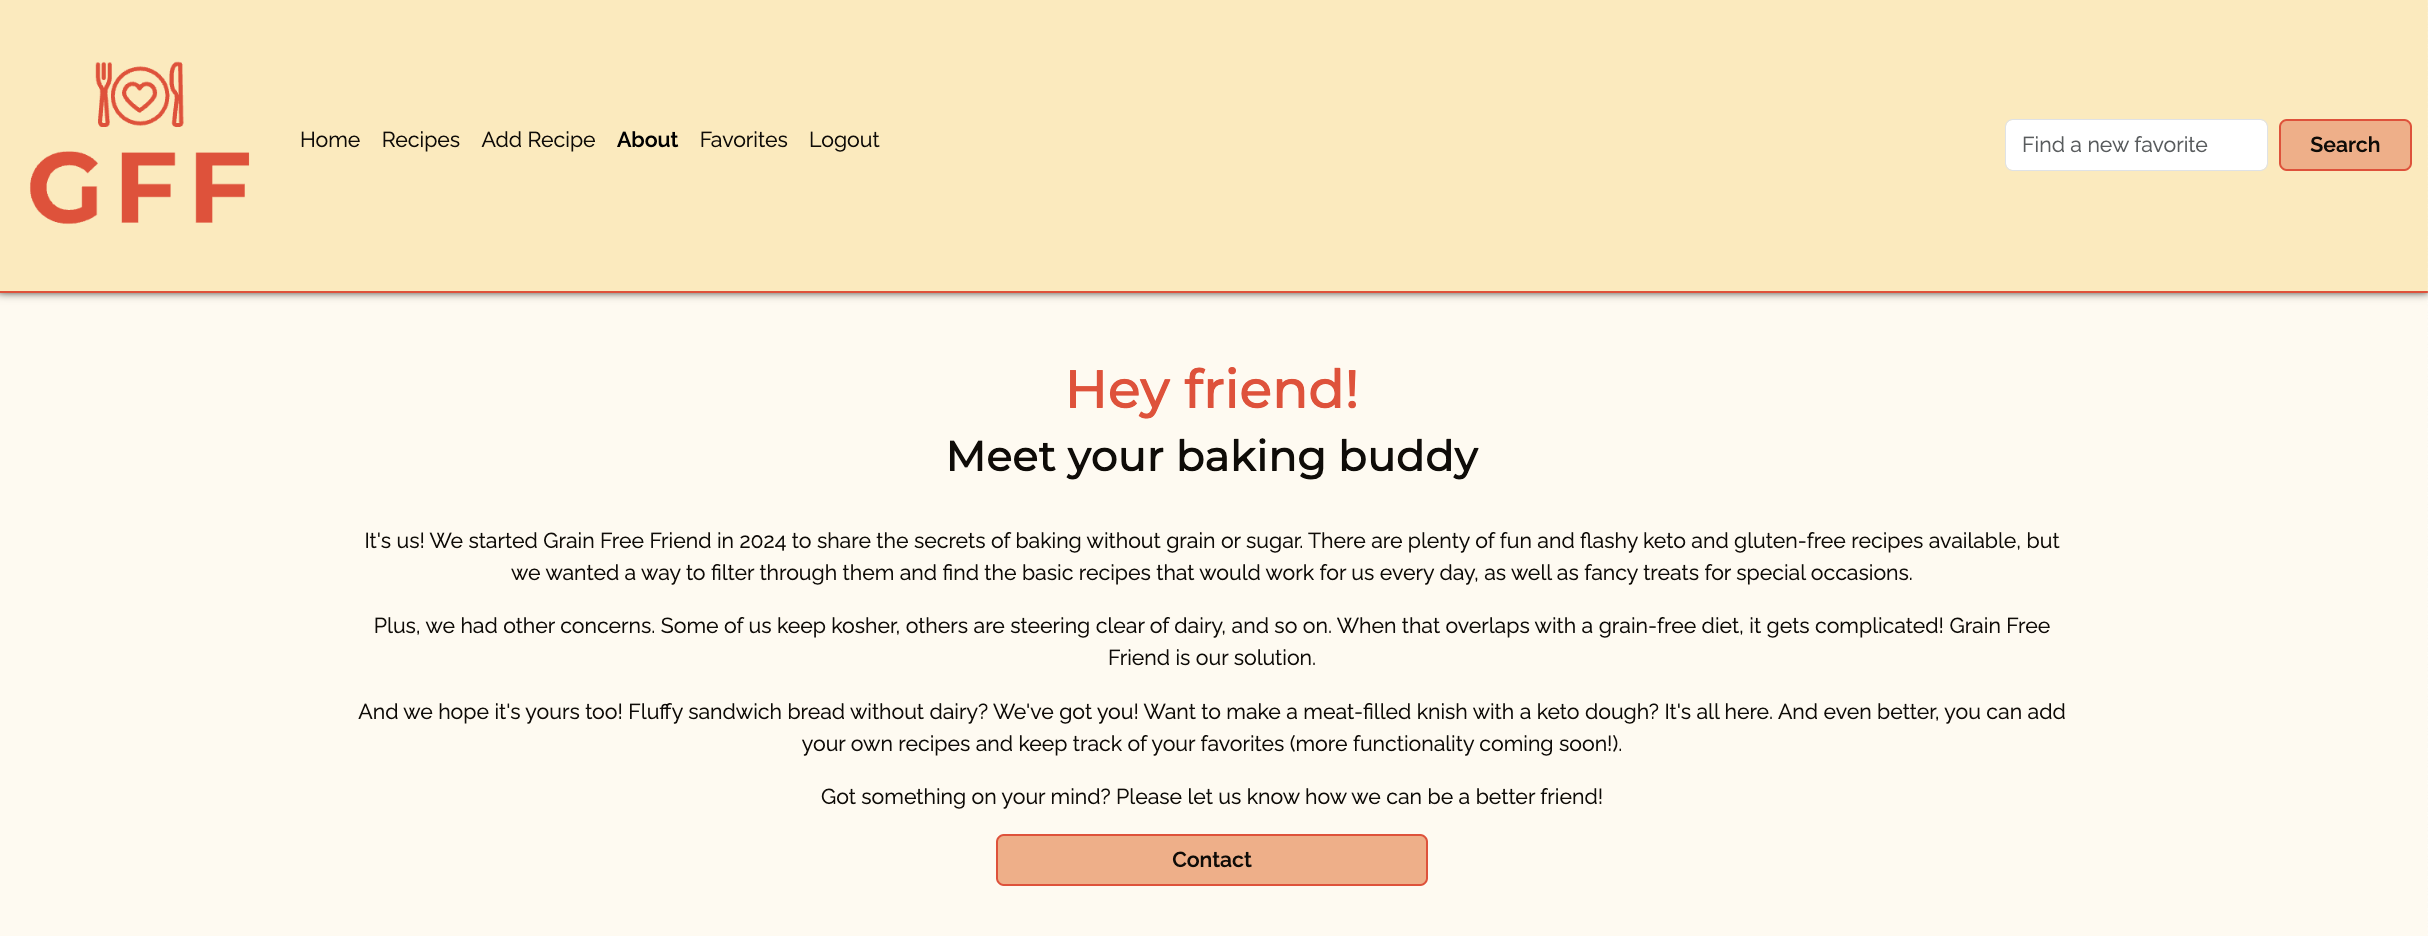 GFF
Home Recipes Add Recipe About Favorites Logout
Find a new favorite Search
Hey friend!
Meet your baking buddy
It's us! We started Grain Free Friend in 2024 to share the secrets of baking without grain or sugar. There are plenty of fun and flashy keto and gluten-free recipes available, but
we wanted a way to filter through them and find the basic recipes that would work for us every day, as well as fancy treats for special occasions.
Plus, we had other concerns. Some of us keep kosher, others are steering clear of dairy, and so on. When that overlaps with a grain-free diet, it gets complicated! Grain Free
Friend is our solution.
And we hope it's yours too! Fluffy sandwich bread without dairy? We've got you! Want to make a meat-filled knish with a keto dough? It's all here. And even better, you can add
your own recipes and keep track of your favorites (more functionality coming soon!).
Got something on your mind? Please let us know how we can be a better friend!
Contact